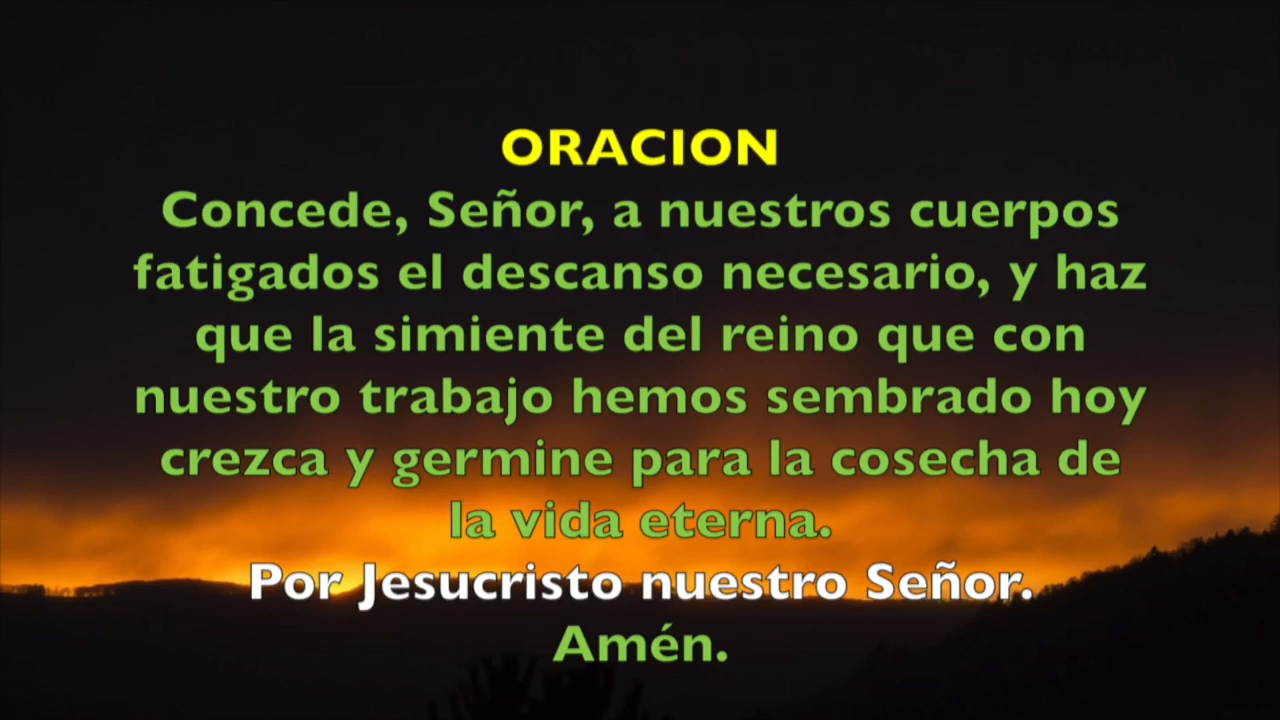 ORACION
Concede, Señor, a nuestros cuerpos
fatigados el descanso necesario, y haz
que la simiente del reino que con
nuestro trabajo hemos sembrado hoy
crezca y germine para la cosecha de
la vida eterna.
Por Jesucristo nuestro Señor.
Amén.